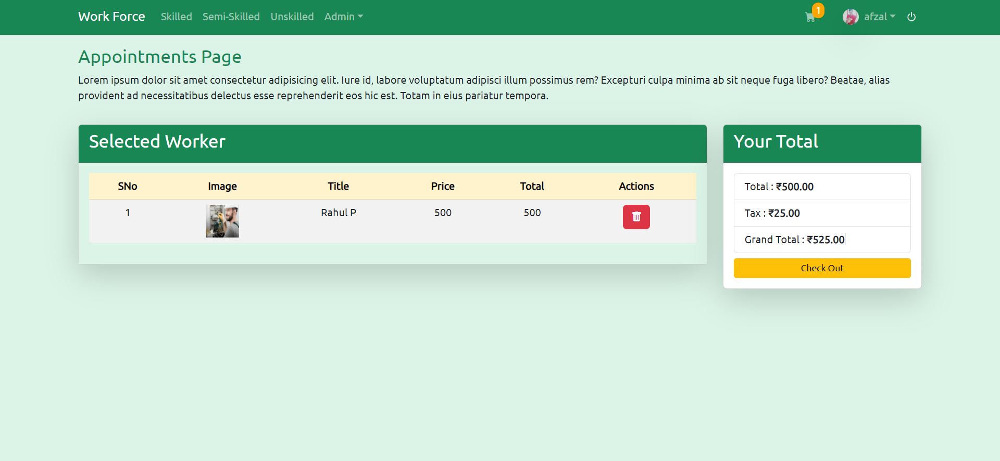 Work Force Skilled Semi-Skilled Unskilled Admin 1 afzal
Appointments Page
Lorem ipsum dolor sit amet consectetur adipisicing elit. Iure id, labore voluptatum adipisci illum possimus rem? Excepturi culpa minima ab sit neque fuga libero? Beatae, alias
provident ad necessitatibus delectus esse reprehenderit eos hic est. Totam in eius pariatur tempora.
Selected Worker
SNo Image Title Price Total Actions
1 Rahul P 500 500
Your Total
Total : ₹500.00
Tax : ₹25.00
Grand Total : ₹525.00
Check Out